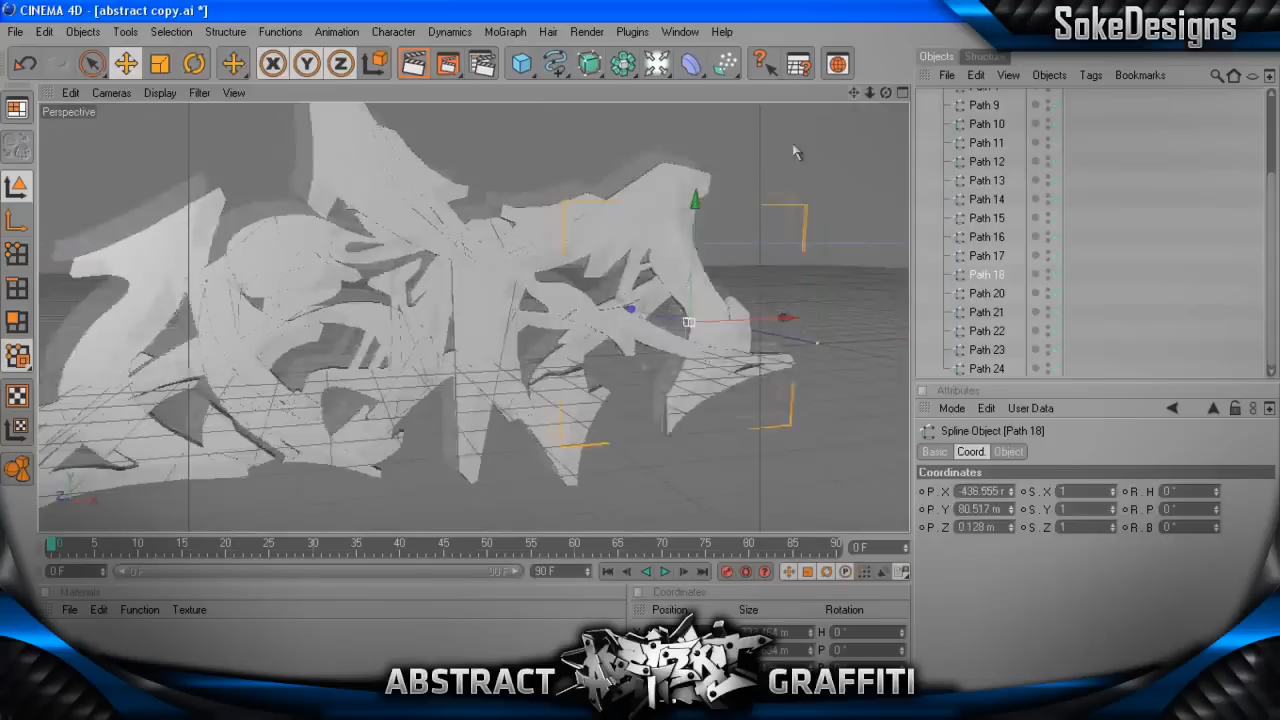 CINEMA 4D - [abstract copy.ai *]
SokeDesigns
File Edit Objects Tools Selection Structure Functions Animation Character Dynamics MoGraph Hair Render Plugins Window Help
Objects Structure
File Edit View Objects Tags Bookmarks
Edit Cameras Display Filter View
Perspective
Path 9
Path 10
Path 11
Path 12
Path 13
Path 14
Path 15
Path 16
Path 17
Path 18
Path 20
Path 21
Path 22
Path 23
Path 24
Attributes
Mode Edit User Data
Spline Object [Path 18]
Basic Coord. Object
Coordinates
P . X -436.555 r S . X 1 R . H 0 °
P . Y 80.517 m S . Y 1 R . P 0 °
P . Z 0.128 m S . Z 1 R . B 0 °
0 5 10 15 20 25 30 35 40 45 50 55 60 65 70 75 80 85 90 0 F
0 F 0 F 90 F 90 F
Materials Coordinates
File Edit Function Texture
Position Size Rotation
H 0 °
P 0 °
ABSTRACT GRAFFITI